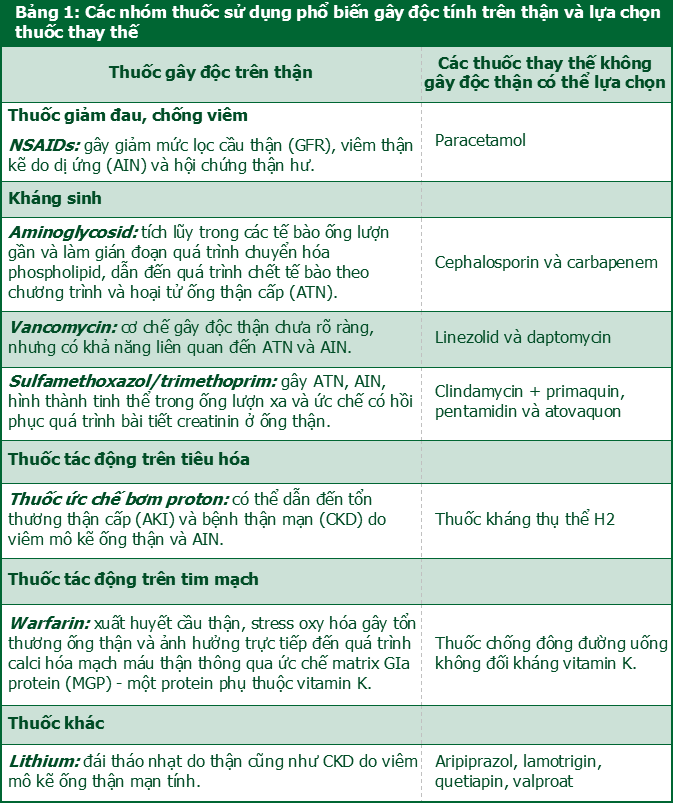 Bảng 1: Các nhóm thuốc sử dụng phổ biến gây độc tính trên thận và lựa chọn
thuốc thay thế
Thuốc gây độc trên thận
Các thuốc thay thế không
gây độc thận có thể lựa chọn
Thuốc giảm đau, chống viêm
NSAIDs: gây giảm mức lọc cầu thận (GFR), viêm thận
kẽ do dị ứng (AIN) và hội chứng thận hư.
Paracetamol
Kháng sinh
Aminoglycosid: tích lũy trong các tế bào ống lượn
gần và làm gián đoạn quá trình chuyển hóa
phospholipid, dẫn đến quá trình chết tế bào theo
chương trình và hoại tử ống thận cấp (ATN).
Cephalosporin và carbapenem
Vancomycin: cơ chế gây độc thận chưa rõ ràng,
nhưng có khả năng liên quan đến ATN và AIN.
Linezolid và daptomycin
Sulfamethoxazol/trimethoprim: gây ATN, AIN,
hình thành tinh thể trong ống lượn xa và ức chế có hồi
phục quá trình bài tiết creatinin ở ống thận.
Clindamycin + primaquin,
pentamidin và atovaquon
Thuốc tác động trên tiêu hóa
Thuốc ức chế bơm proton: có thể dẫn đến tổn
thương thận cấp (AKI) và bệnh thận mạn (CKD) do
viêm mô kẽ ống thận và AIN.
Thuốc kháng thụ thể H2
Thuốc tác động trên tim mạch
Warfarin: xuất huyết cầu thận, stress oxy hóa gây tổn
thương ống thận và ảnh hưởng trực tiếp đến quá trình
calci hóa mạch máu thận thông qua ức chế matrix GIa
protein (MGP) - một protein phụ thuộc vitamin K.
Thuốc chống đông đường uống
không đối kháng vitamin K.
Thuốc khác
Lithium: đái tháo nhạt do thận cũng như CKD do viêm
mô kẽ ống thận mạn tính.
Aripiprazol, lamotrigin,
quetiapin, valproat